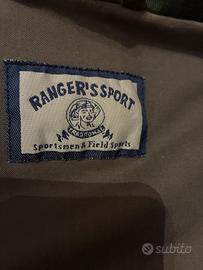 RANGER'S SPORT
TRADITIONAL
Sportsmen & Field Sports
subito